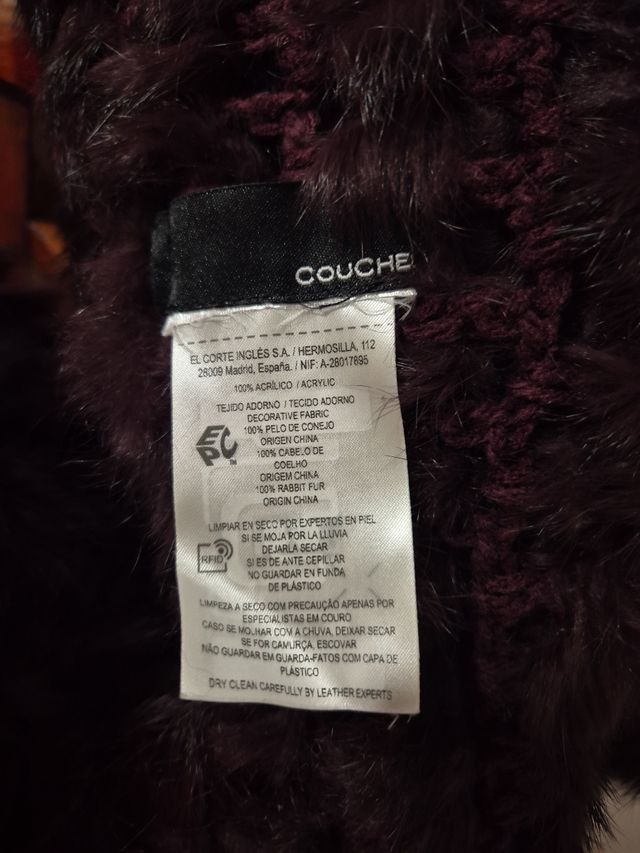 COUCHE
EL CORTE INGLÉS S.A. / HERMOSILLA, 112
28009 Madrid, España. / NIF: A-28017895
100% ACRÍLICO / ACRYLIC
TEJIDO ADORNO / TECIDO ADORNO
DECORATIVE FABRIC
100% PELO DE CONEJO
ORIGEN CHINA
100% CABELO DE
COELHO
ORIGEM CHINA
100% RABBIT FUR
ORIGIN CHINA
EPC™
LIMPIAR EN SECO POR EXPERTOS EN PIEL
SI SE MOJA POR LA LLUVIA
DEJARLA SECAR
SI ES DE ANTE CEPILLAR
NO GUARDAR EN FUNDA
DE PLÁSTICO
RFID
LIMPEZA A SECO COM PRECAUÇÃO APENAS POR
ESPECIALISTAS EM COURO
CASO SE MOLHAR COM A CHUVA, DEIXAR SECAR
SE FOR CAMURÇA, ESCOVAR
NÃO GUARDAR EM GUARDA-FATOS COM CAPA DE
PLÁSTICO
DRY CLEAN CAREFULLY BY LEATHER EXPERTS